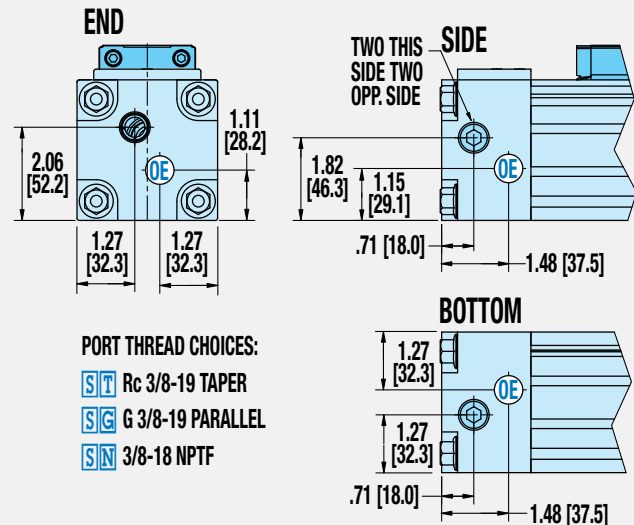 END
1.11
[28.2]
2.06
[52.2]
OE
1.27
[32.3]
1.27
[32.3]
SIDE
TWO THIS
SIDE TWO
OPP. SIDE
1.82
[46.3]
1.15
[29.1]
OE
.71 [18.0]
1.48 [37.5]
BOTTOM
1.27
[32.3]
OE
1.27
[32.3]
.71 [18.0]
1.48 [37.5]
PORT THREAD CHOICES:
ST Rc 3/8-19 TAPER
SG G 3/8-19 PARALLEL
SN 3/8-18 NPTF